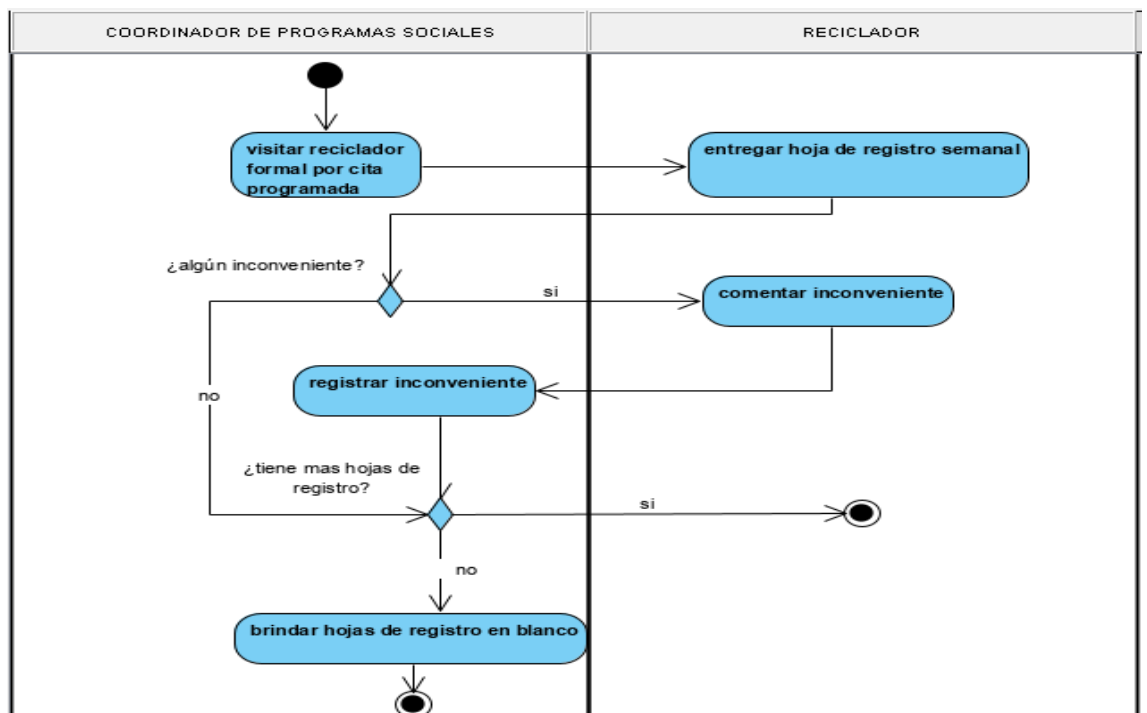 COORDINADOR DE PROGRAMAS SOCIALES
RECICLADOR
visitar reciclador
formal por cita
programada
entregar hoja de registro semanal
¿algún inconveniente?
si
comentar inconveniente
registrar inconveniente
no
¿tiene mas hojas de
registro?
si
no
brindar hojas de registro en blanco